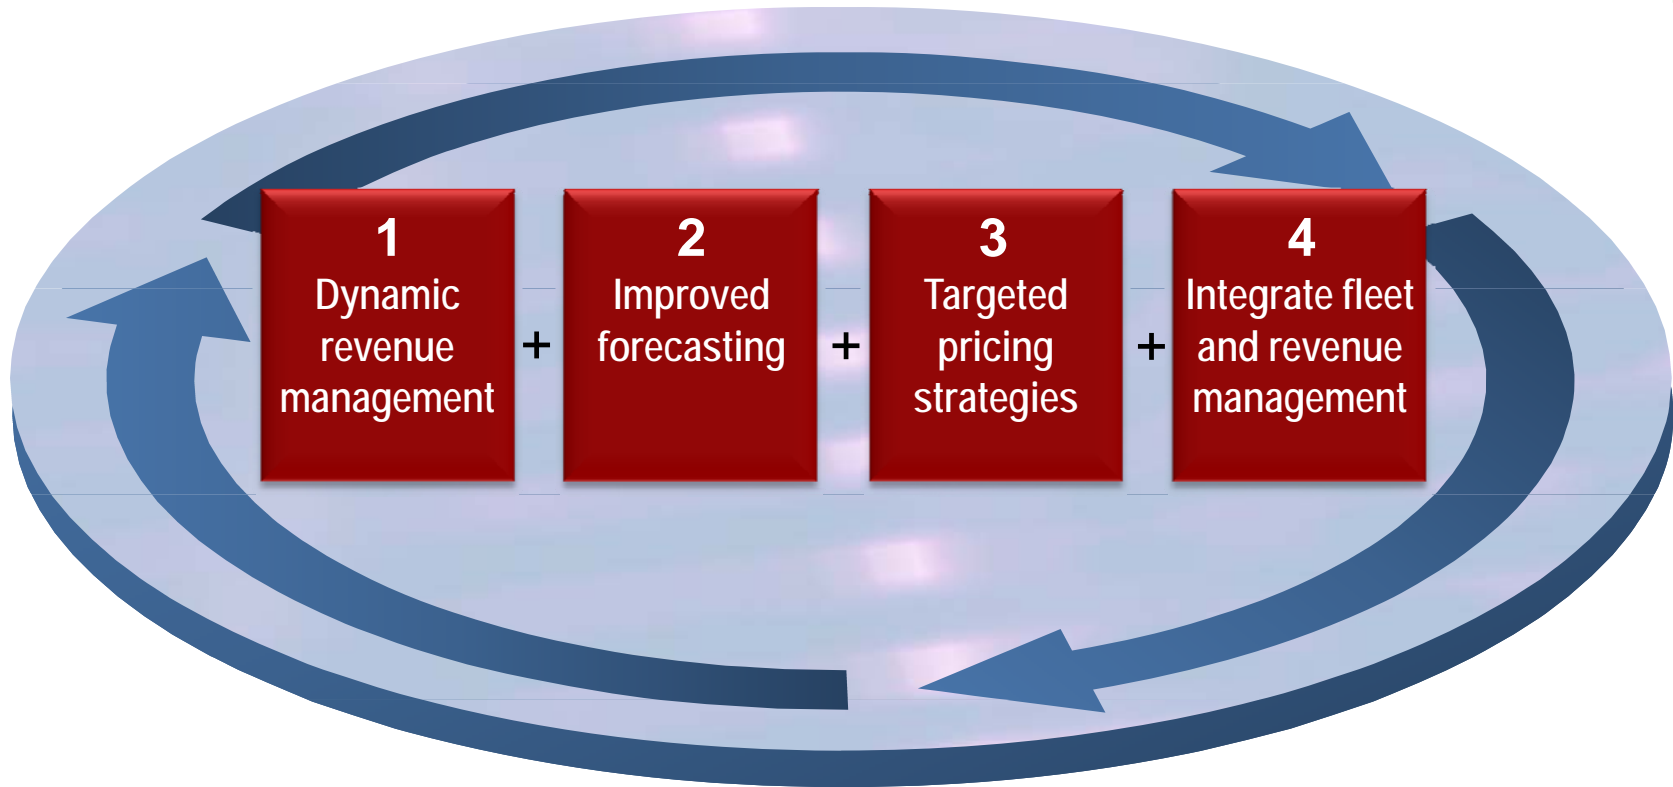 1
Dynamic
revenue
management
+
2
Improved
forecasting
+
3
Targeted
pricing
strategies
+
4
Integrate fleet
and revenue
management